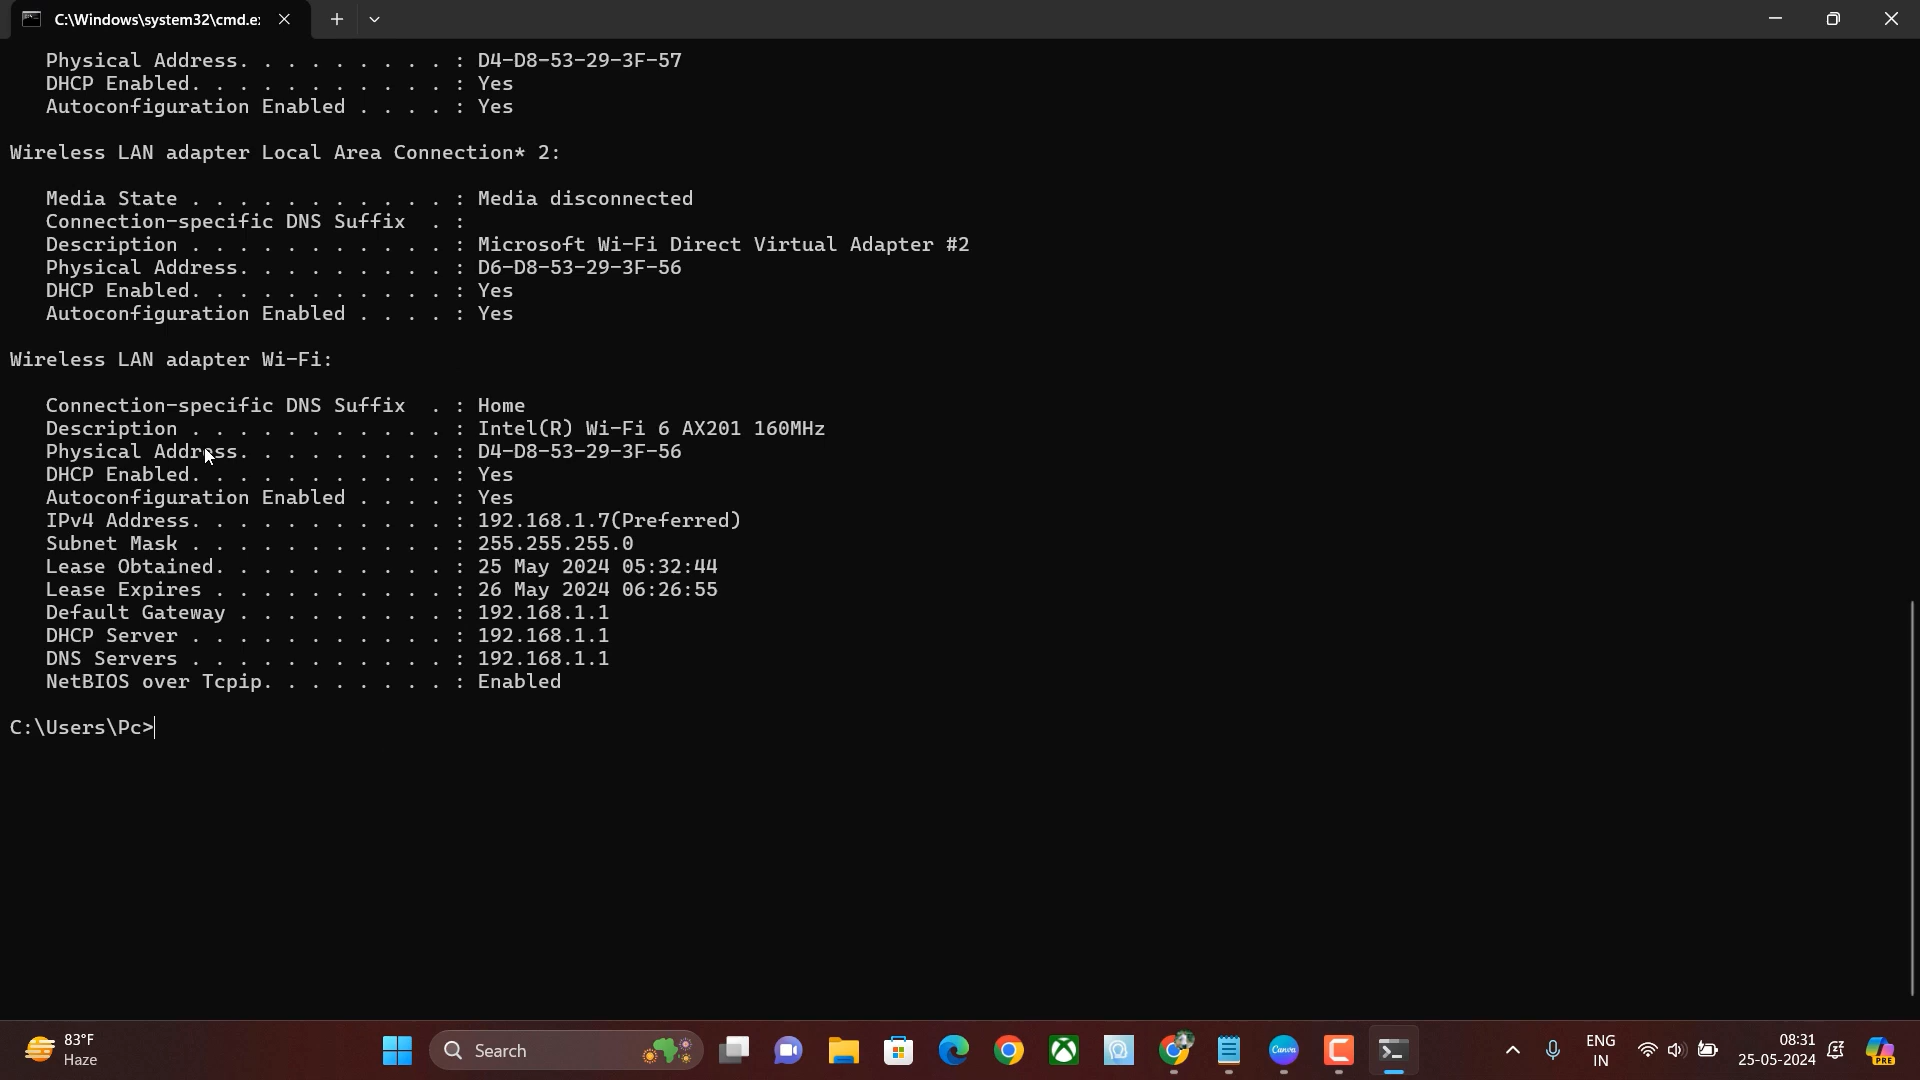 C:\Windows\system32\cmd.e:
Physical Address. . . . . . . . . . : D4-D8-53-29-3F-57
DHCP Enabled. . . . . . . . . . . : Yes
Autoconfiguration Enabled . . . . : Yes
Wireless LAN adapter Local Area Connection* 2:
Media State . . . . . . . . . . . : Media disconnected
Connection-specific DNS Suffix  . :
Description . . . . . . . . . . . : Microsoft Wi-Fi Direct Virtual Adapter #2
Physical Address. . . . . . . . . : D6-D8-53-29-3F-56
DHCP Enabled. . . . . . . . . . . : Yes
Autoconfiguration Enabled . . . . : Yes
Wireless LAN adapter Wi-Fi:
Connection-specific DNS Suffix  . : Home
Description . . . . . . . . . . . : Intel(R) Wi-Fi 6 AX201 160MHz
Physical Address. . . . . . . . . : D4-D8-53-29-3F-56
DHCP Enabled. . . . . . . . . . . : Yes
Autoconfiguration Enabled . . . . : Yes
IPv4 Address. . . . . . . . . . . : 192.168.1.7(Preferred)
Subnet Mask . . . . . . . . . . . : 255.255.255.0
Lease Obtained. . . . . . . . . . : 25 May 2024 05:32:44
Lease Expires . . . . . . . . . . : 26 May 2024 06:26:55
Default Gateway . . . . . . . . . : 192.168.1.1
DHCP Server . . . . . . . . . . . : 192.168.1.1
DNS Servers . . . . . . . . . . . : 192.168.1.1
NetBIOS over Tcpip. . . . . . . . : Enabled
C:\Users\Pc>
83°F
Haze
Search
Canva
ENG
IN
08:31
25-05-2024
PRE